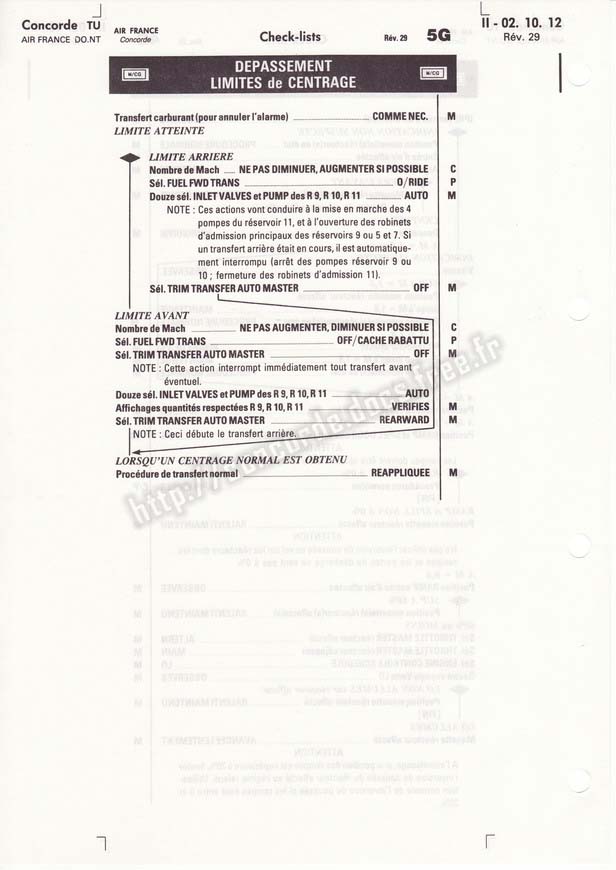 Concorde TU
AIR FRANCE DO.NT
AIR FRANCE
Concorde
Check-lists
Rév. 29
5G
II - 02. 10. 12
Rév. 29
M/CG
DEPASSEMENT
LIMITES de CENTRAGE
M/CG
Transfert carburant (pour annuler l'alarme) COMME NEC. M
LIMITE ATTEINTE
LIMITE ARRIERE
Nombre de Mach NE PAS DIMINUER, AUGMENTER SI POSSIBLE C
Sél. FUEL FWD TRANS O/RIDE P
Douze sél. INLET VALVES et PUMP des R 9, R 10, R 11 AUTO M
NOTE : Ces actions vont conduire à la mise en marche des 4
pompes du réservoir 11, et à l'ouverture des robinets
d'admission principaux des réservoirs 9 ou 5 et 7. Si
un transfert arrière était en cours, il est automatique-
ment interrompu (arrêt des pompes réservoir 9 ou
10 ; fermeture des robinets d'admission 11).
Sél. TRIM TRANSFER AUTO MASTER OFF M
LIMITE AVANT
Nombre de Mach NE PAS AUGMENTER, DIMINUER SI POSSIBLE C
Sél. FUEL FWD TRANS OFF/CACHE RABATTU P
Sél. TRIM TRANSFER AUTO MASTER OFF M
NOTE : Cette action interrompt immédiatement tout transfert avant
éventuel.
Douze sél. INLET VALVES et PUMP des R 9, R 10, R 11 AUTO
Affichages quantités respectées R 9, R 10, R 11 VERIFIES M
Sél. TRIM TRANSFER AUTO MASTER REARWARD M
NOTE : Ceci débute le transfert arrière.
LORSQU'UN CENTRAGE NORMAL EST OBTENU
Procédure de transfert normal REAPPLIQUEE M
http://concorde.docs.free.fr